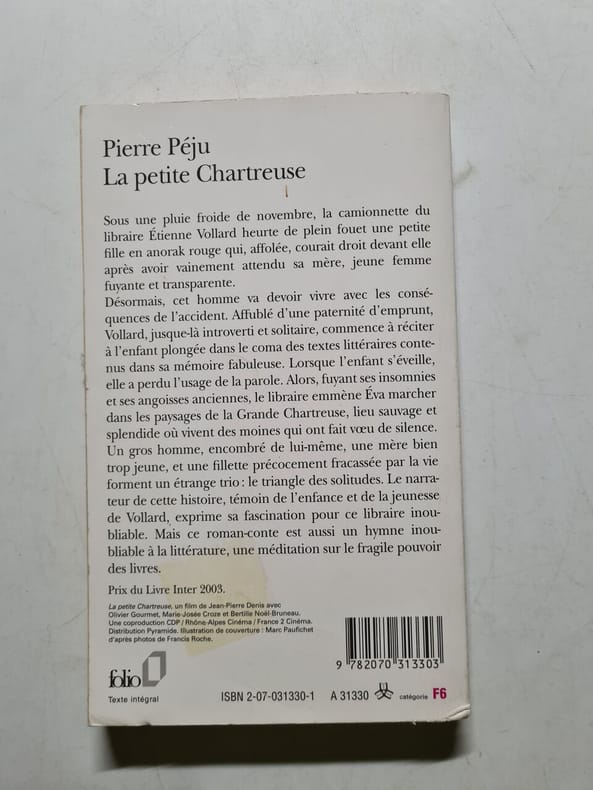 Pierre Péju
La petite Chartreuse
Sous une pluie froide de novembre, la camionnette du
libraire Étienne Vollard heurte de plein fouet une petite
fille en anorak rouge qui, affolée, courait droit devant elle
après avoir vainement attendu sa mère, jeune femme
fuyante et transparente.
Désormais, cet homme va devoir vivre avec les consé-
quences de l'accident. Affublé d'une paternité d'emprunt,
Vollard, jusque-là introverti et solitaire, commence à réciter
à l'enfant plongée dans le coma des textes littéraires conte-
nus dans sa mémoire fabuleuse. Lorsque l'enfant s'éveille,
elle a perdu l'usage de la parole. Alors, fuyant ses insomnies
et ses angoisses anciennes, le libraire emmène Éva marcher
dans les paysages de la Grande Chartreuse, lieu sauvage et
splendide où vivent des moines qui ont fait vœu de silence.
Un gros homme, encombré de lui-même, une mère bien
trop jeune, et une fillette précocement fracassée par la vie
forment un étrange trio : le triangle des solitudes. Le narra-
teur de cette histoire, témoin de l'enfance et de la jeunesse
de Vollard, exprime sa fascination pour ce libraire inou-
bliable. Mais ce roman-conte est aussi un hymne inou-
bliable à la littérature, une méditation sur le fragile pouvoir
des livres.
Prix du Livre Inter 2003.
La petite Chartreuse, un film de Jean-Pierre Denis avec
Olivier Gourmet, Marie-Josée Croze et Bertille Noël-Bruneau.
Une coproduction CDP / Rhône-Alpes Cinéma / France 2 Cinéma.
Distribution Pyramide. Illustration de couverture : Marc Paufichet
d'après photos de Francis Roche.
9 782070 313303
folio
Texte intégral
ISBN 2-07-031330-1 A 31330 catégorie F6